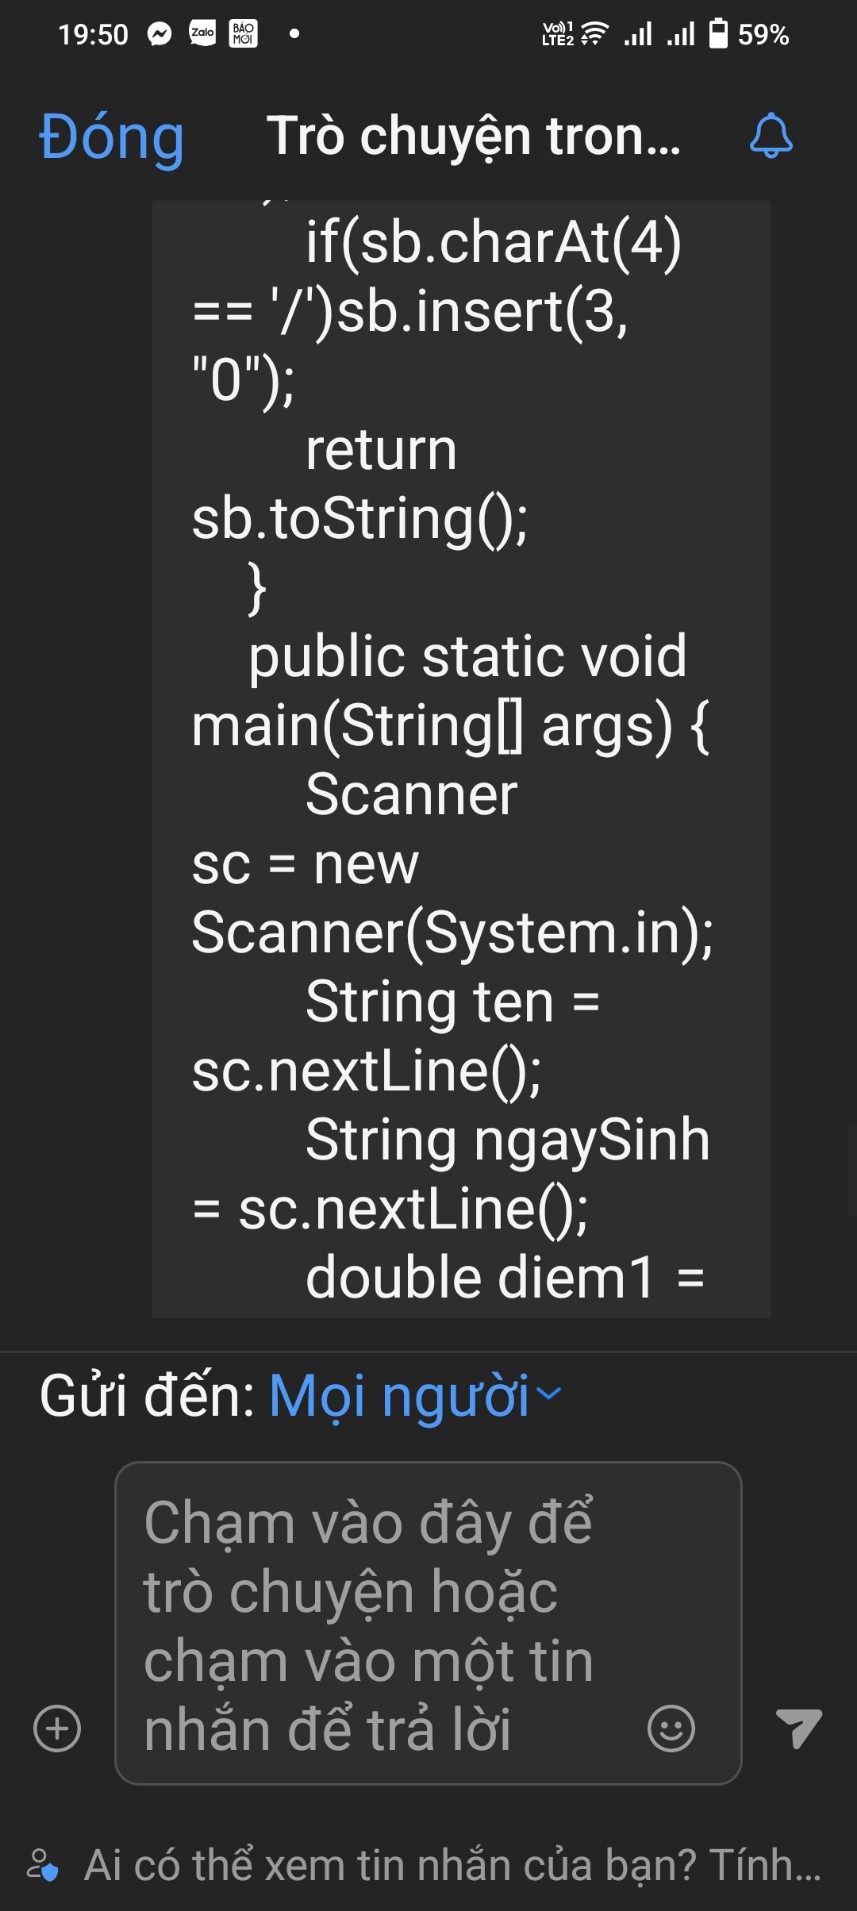 19:50
Zalo
BÁO
MỚI
Vo)) 1
LTE2
59%
Đóng
Trò chuyện tron...
if(sb.charAt(4)
== '/')sb.insert(3,
"0");
return
sb.toString();
}
public static void
main(String[] args) {
Scanner
sc = new
Scanner(System.in);
String ten =
sc.nextLine();
String ngaySinh
= sc.nextLine();
double diem1 =
Gửi đến: Mọi người
Chạm vào đây để
trò chuyện hoặc
chạm vào một tin
nhắn để trả lời
Ai có thể xem tin nhắn của bạn? Tính...